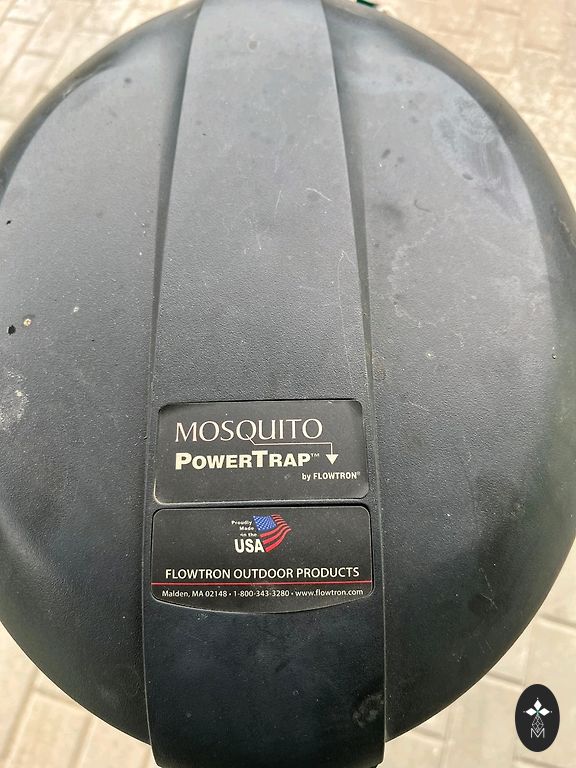 MOSQUITO
POWERTRAP™
by FLOWTRON®
Proudly
Made
in the
USA
FLOWTRON OUTDOOR PRODUCTS
Malden, MA 02148 • 1-800-343-3280 • www.flowtron.com
M